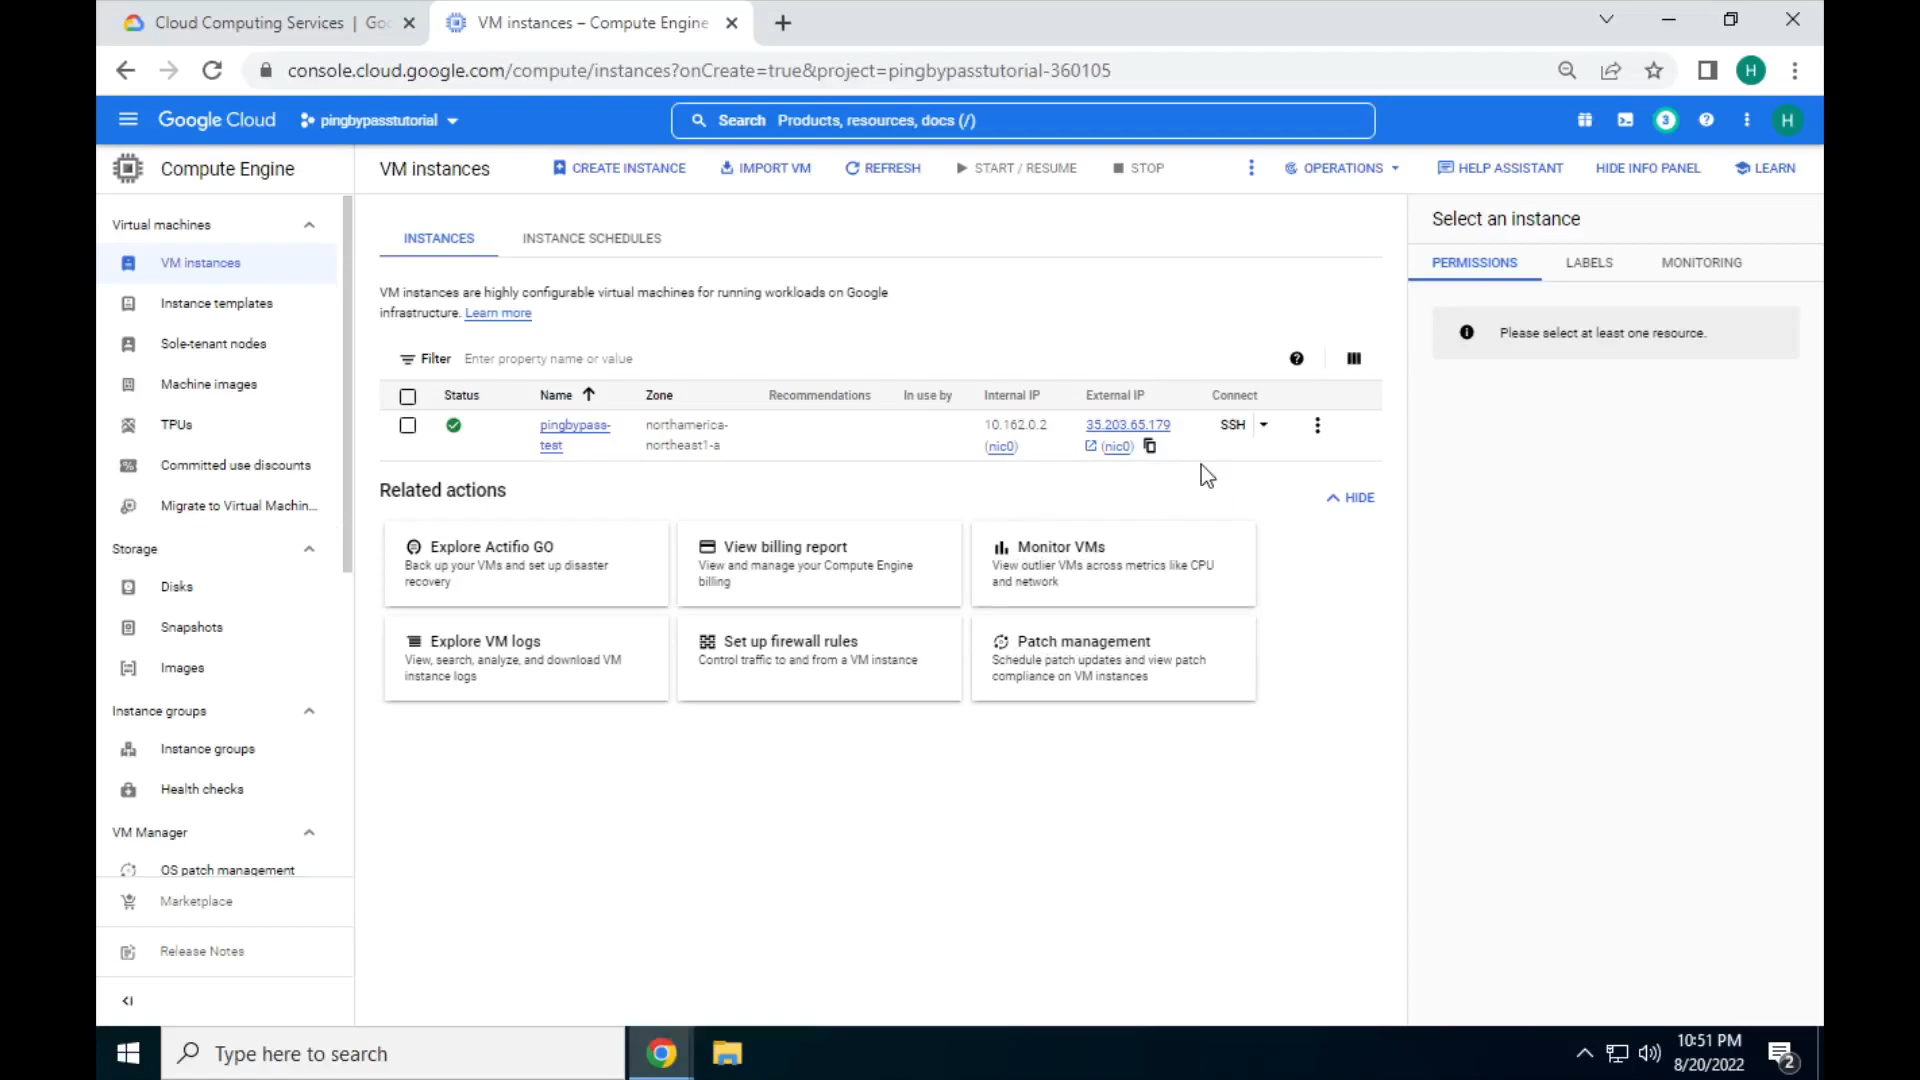 Cloud Computing Services | Goo
VM instances – Compute Engine
console.cloud.google.com/compute/instances?onCreate=true&project=pingbypasstutorial-360105
H
Google Cloud
pingbypasstutorial
Search Products, resources, docs (/)
3
H
Compute Engine
VM instances
CREATE INSTANCE
IMPORT VM
REFRESH
START / RESUME
STOP
OPERATIONS
HELP ASSISTANT
HIDE INFO PANEL
LEARN
Virtual machines
VM instances
Instance templates
Sole-tenant nodes
Machine images
TPUs
Committed use discounts
Migrate to Virtual Machin...
Storage
Disks
Snapshots
Images
Instance groups
Instance groups
Health checks
VM Manager
OS patch management
Marketplace
Release Notes
INSTANCES
INSTANCE SCHEDULES
VM instances are highly configurable virtual machines for running workloads on Google
infrastructure. Learn more
Filter Enter property name or value
Status Name Zone Recommendations In use by Internal IP External IP Connect
pingbypass- northamerica- 10.162.0.2 35.203.65.179 SSH
test northeast1-a (nic0) (nic0)
Related actions
HIDE
Explore Actifio GO
Back up your VMs and set up disaster
recovery
View billing report
View and manage your Compute Engine
billing
Monitor VMs
View outlier VMs across metrics like CPU
and network
Explore VM logs
View, search, analyze, and download VM
instance logs
Set up firewall rules
Control traffic to and from a VM instance
Patch management
Schedule patch updates and view patch
compliance on VM instances
Select an instance
PERMISSIONS
LABELS
MONITORING
Please select at least one resource.
Type here to search
10:51 PM
8/20/2022
2